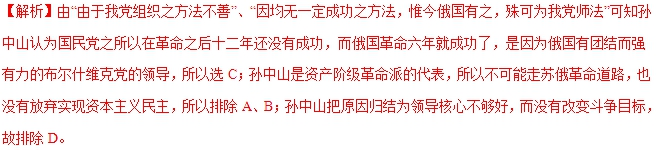 【解析】由“由于我党组织之方法不善”、“因均无一定成功之方法，惟今俄国有之，殊可为我党师法”可知孙
中山认为国民党之所以在革命之后十二年还没有成功，而俄国革命六年就成功了，是因为俄国有团结而强
有力的布尔什维克党的领导，所以选 C；孙中山是资产阶级革命派的代表，所以不可能走苏俄革命道路，也
没有放弃实现资本主义民主，所以排除 A、B；孙中山把原因归结为领导核心不够好，而没有改变斗争目标，
故排除 D。